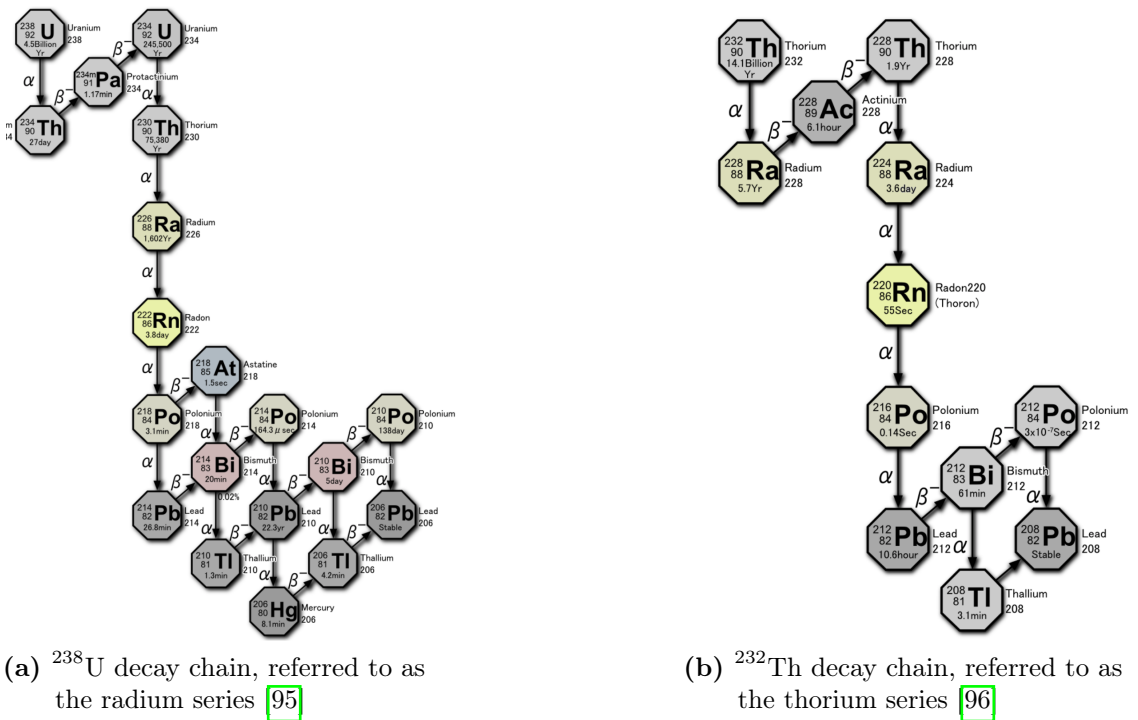 238 92 U 4.5Billion Yr
Uranium 238
234 92 U 245,500 Yr
Uranium 234
α
β⁻
234m 91 Pa 1.17min
Protactinium 234
β⁻
α
m
34
234 90 Th 27day
230 90 Th 75,380 Yr
Thorium 230
α
226 88 Ra 1,602Yr
Radium 226
α
222 86 Rn 3.8day
Radon 222
α
β⁻
218 85 At 1.5sec
Astatine 218
218 84 Po 3.1min
Polonium 218
α
β⁻
214 84 Po 164.3 μ sec
Polonium 214
β⁻
210 84 Po 138day
Polonium 210
α
214 83 Bi 20min
Bismuth 214
0.02%
α
210 83 Bi 5day
Bismuth 210
α
β⁻
β⁻
214 82 Pb 26.8min
Lead 214
α
β⁻
210 82 Pb 22.3yr
Lead 210
α
β⁻
206 82 Pb Stable
Lead 206
210 81 Tl 1.3min
Thallium 210
α
β⁻
206 81 Tl 4.2min
Thallium 206
206 80 Hg 8.1min
Mercury 206
(a) ²³⁸U decay chain, referred to as
the radium series [95]
232 90 Th 14.1Billion Yr
Thorium 232
228 90 Th 1.9Yr
Thorium 228
α
β⁻
228 89 Ac 6.1hour
Actinium 228
β⁻
α
228 88 Ra 5.7Yr
Radium 228
224 88 Ra 3.6day
Radium 224
α
220 86 Rn 55Sec
Radon220
(Thoron)
α
216 84 Po 0.14Sec
Polonium 216
β⁻
212 84 Po 3x10⁻⁷Sec
Polonium 212
α
β⁻
212 83 Bi 61min
Bismuth 212
α
212 82 Pb 10.6hour
Lead 212
α
β⁻
208 82 Pb Stable
Lead 208
208 81 Tl 3.1min
Thallium 208
(b) ²³²Th decay chain, referred to as
the thorium series [96]